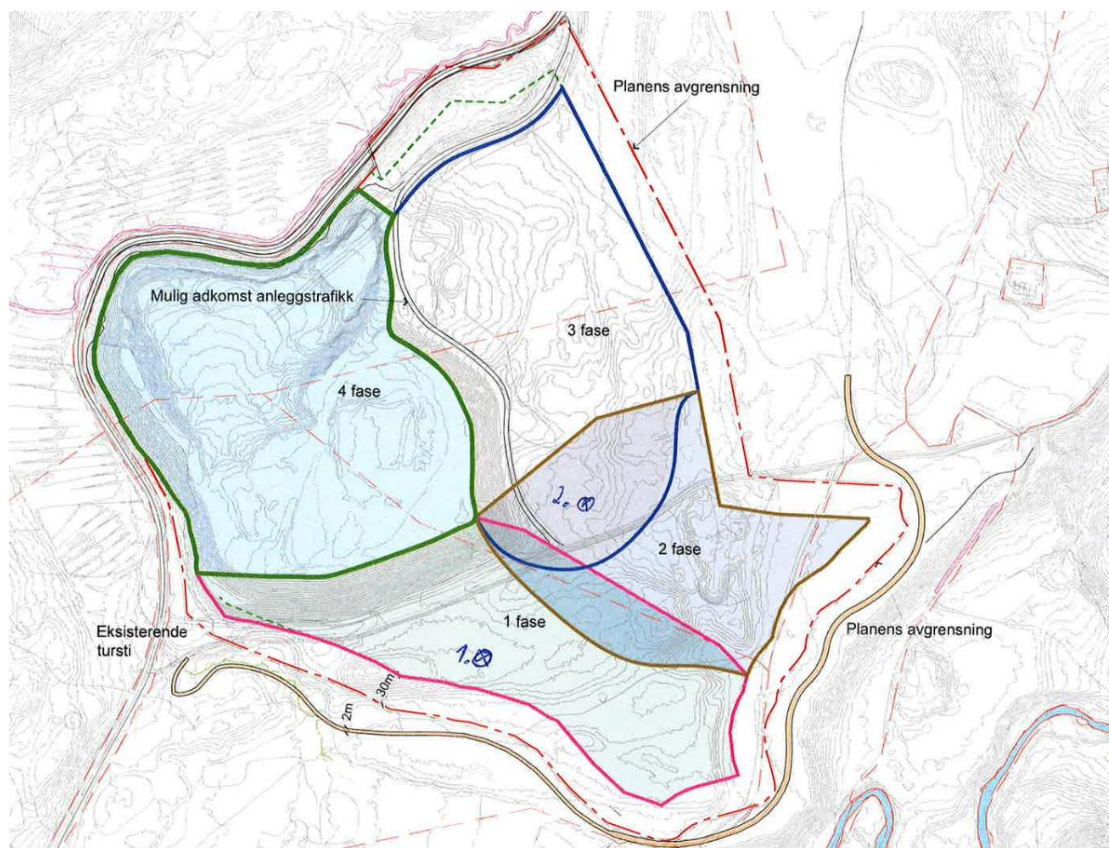 Planens avgrensning
Mulig adkomst anleggstrafikk
3 fase
4 fase
2. ⊗
2 fase
1 fase
Eksisterende
tursti
Planens avgrensning
1. ⊗
30m
2m